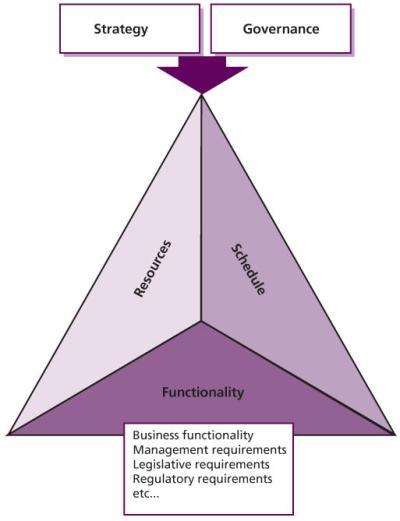 Strategy
Governance
Resources
Schedule
Functionality
Business functionality
Management requirements
Legislative requirements
Regulatory requirements
etc...